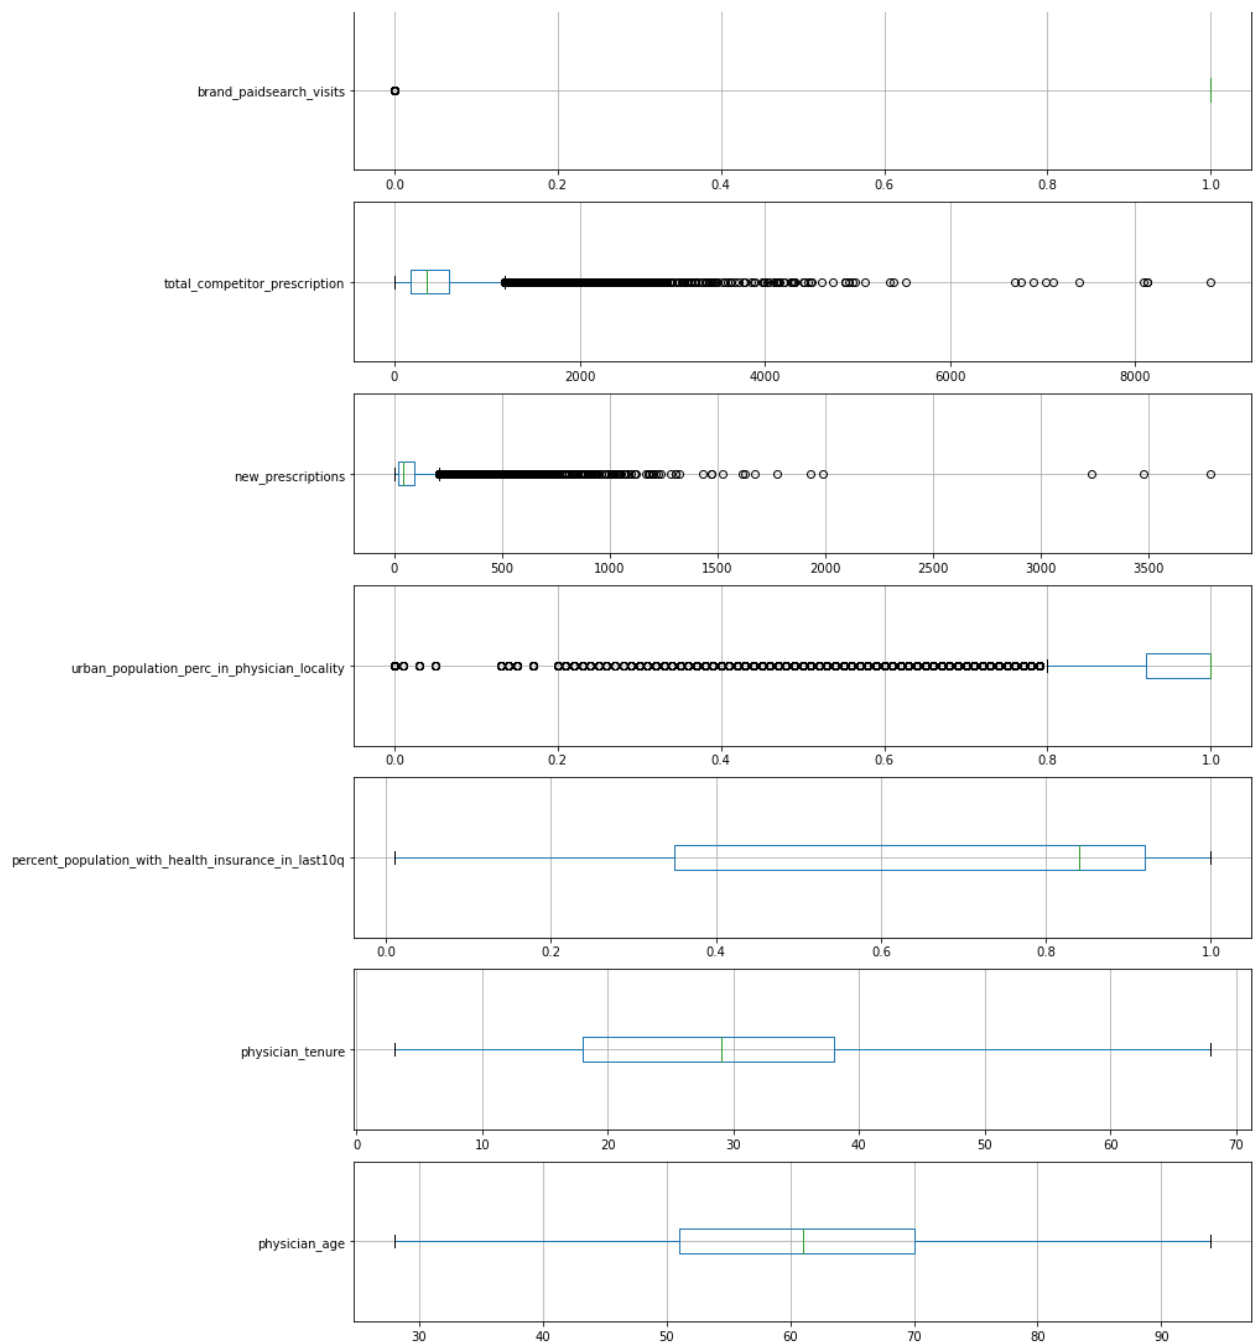 brand_paidsearch_visits
0.0 0.2 0.4 0.6 0.8 1.0
total_competitor_prescription
0 2000 4000 6000 8000
new_prescriptions
0 500 1000 1500 2000 2500 3000 3500
urban_population_perc_in_physician_locality
0.0 0.2 0.4 0.6 0.8 1.0
percent_population_with_health_insurance_in_last10q
0.0 0.2 0.4 0.6 0.8 1.0
physician_tenure
0 10 20 30 40 50 60 70
physician_age
30 40 50 60 70 80 90